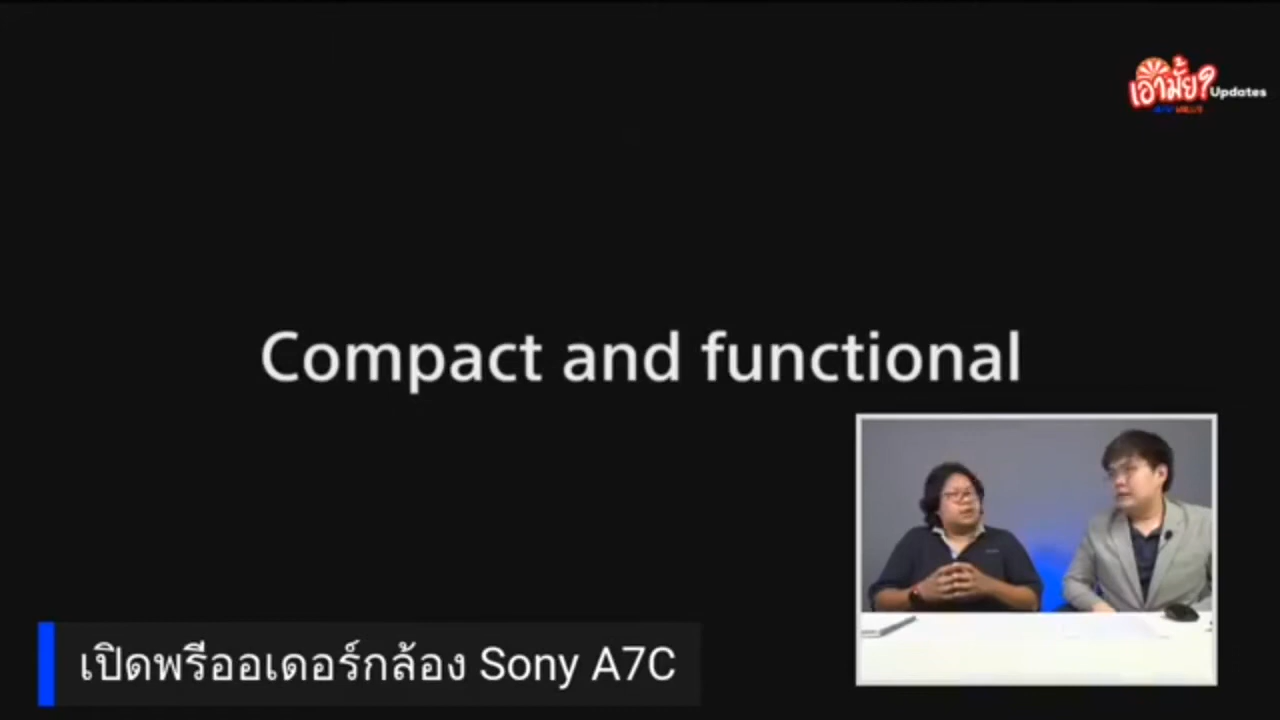 เอามั้ย? Updates
Compact and functional
เปิดพรีออเดอร์กล้อง Sony A7C